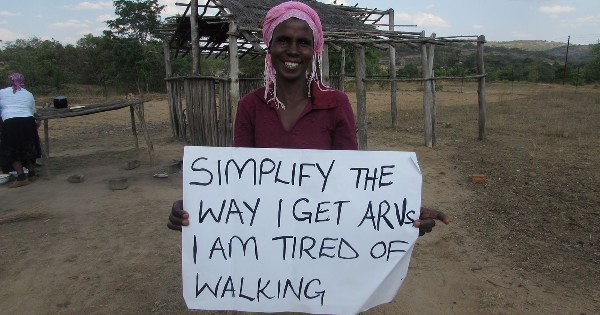 SIMPLIFY THE
WAY I GET ARVs
I AM TIRED OF
WALKING